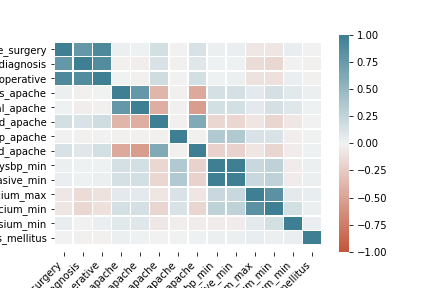 e_surgery
diagnosis
operative
s_apache
al_apache
d_apache
p_apache
d_apache
sysbp_min
asive_min
cium_max
cium_min
sium_min
s_mellitus
surgery
agnosis
erative
apache
apache
apache
apache
apache
bp_min
ve_min
m_max
m_min
m_min
mellitus
1.00
0.75
0.50
0.25
0.00
−0.25
−0.50
−0.75
−1.00